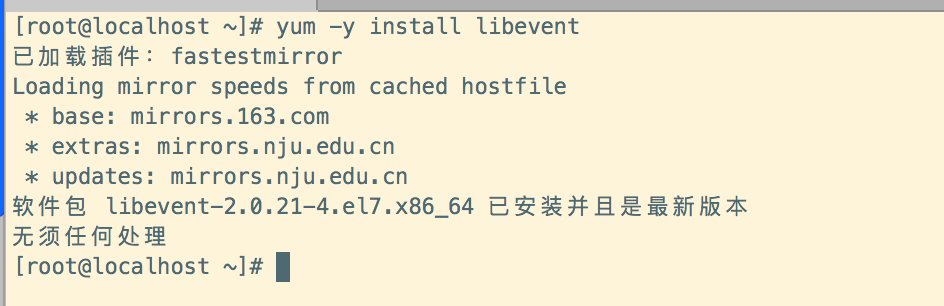 [root@localhost ~]# yum -y install libevent
已加载插件：fastestmirror
Loading mirror speeds from cached hostfile
 * base: mirrors.163.com
 * extras: mirrors.nju.edu.cn
 * updates: mirrors.nju.edu.cn
软件包 libevent-2.0.21-4.el7.x86_64 已安装并且是最新版本
无须任何处理
[root@localhost ~]#